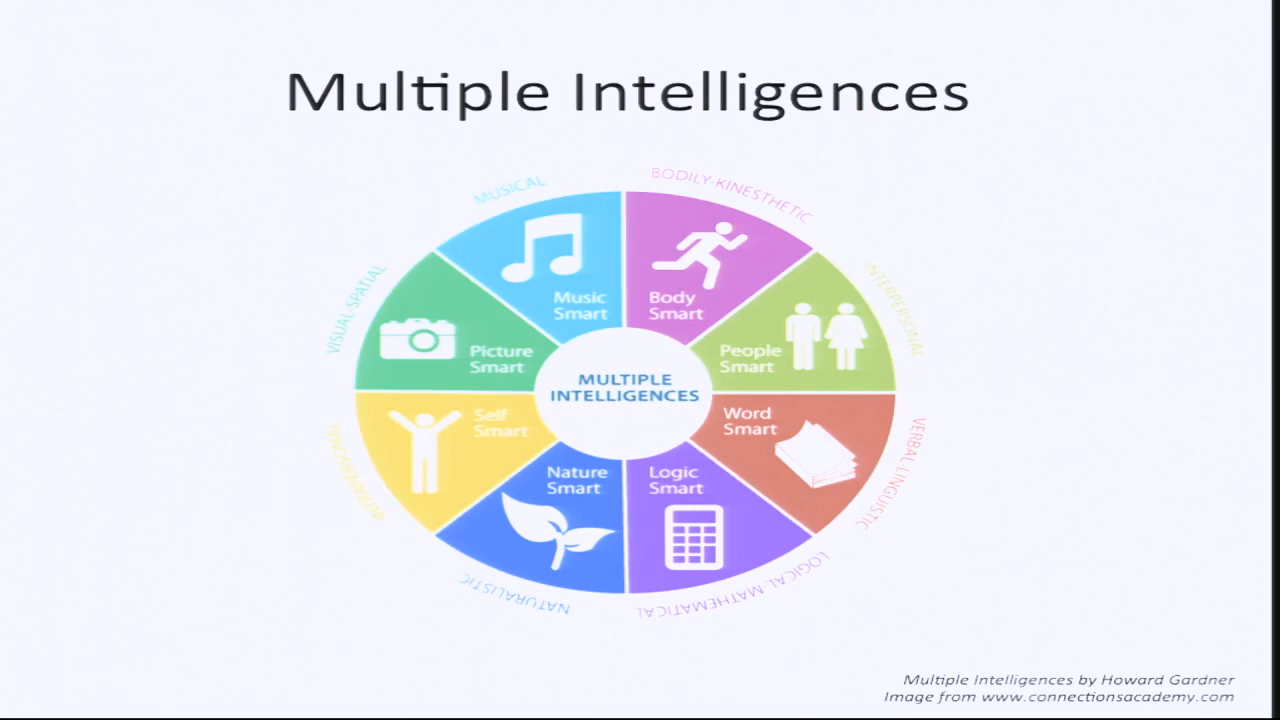 Multiple Intelligences
MUSICAL
BODILY-KINESTHETIC
VISUAL-SPATIAL
INTERPERSONAL
Music
Smart
Body
Smart
Picture
Smart
People
Smart
MULTIPLE
INTELLIGENCES
Self
Smart
Word
Smart
Nature
Smart
Logic
Smart
INTRAPERSONAL
VERBAL-LINGUISTIC
NATURALISTIC
LOGICAL-MATHEMATICAL
Multiple Intelligences by Howard Gardner
Image from www.connectionsacademy.com